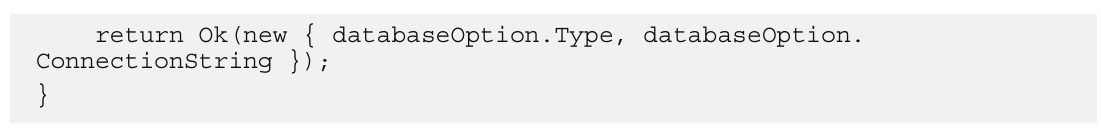 return Ok(new { databaseOption.Type, databaseOption.
ConnectionString });
}